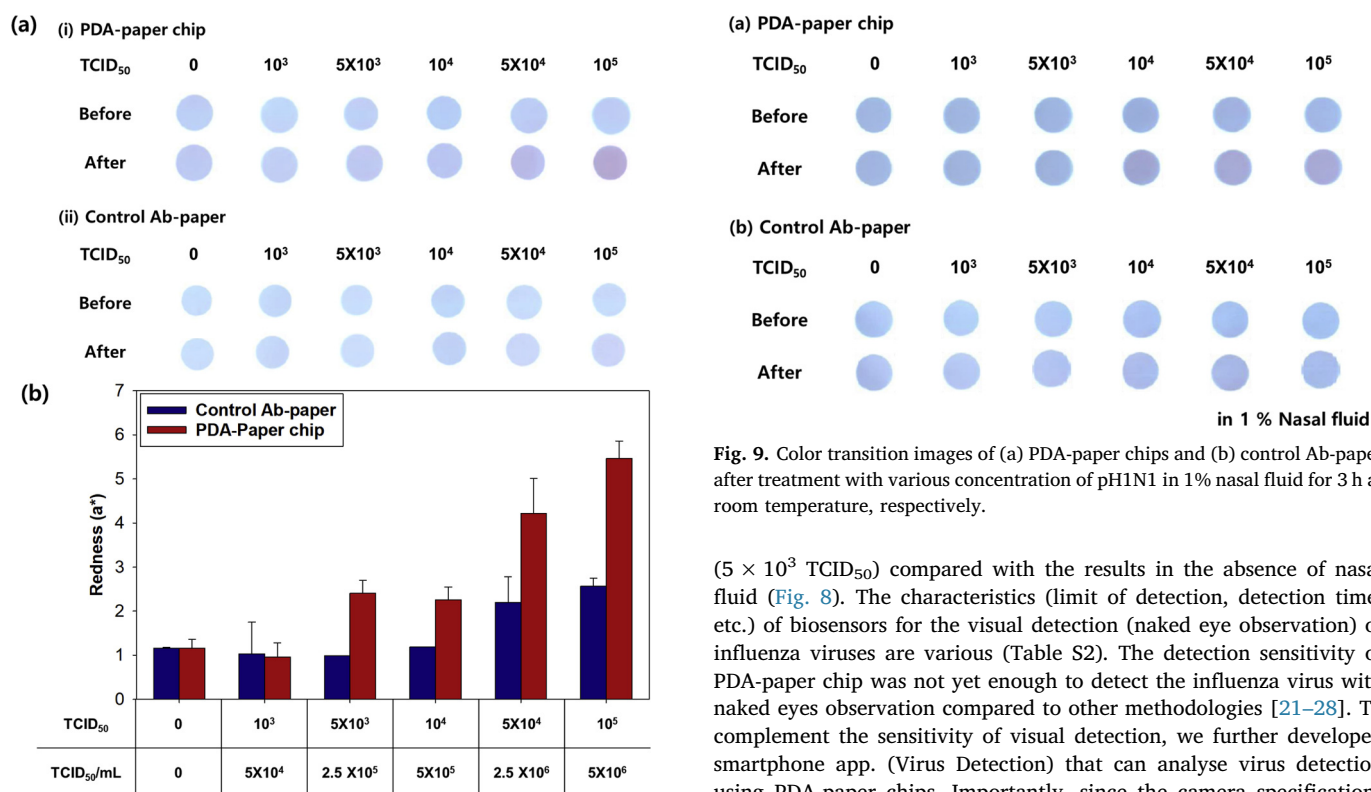 (a) (i) PDA-paper chip
TCID50 0 10³ 5X10³ 10⁴ 5X10⁴ 10⁵
Before
After
(ii) Control Ab-paper
TCID50 0 10³ 5X10³ 10⁴ 5X10⁴ 10⁵
Before
After
(b)
Control Ab-paper
PDA-Paper chip
Redness (a*)
7
6
5
4
3
2
1
0
TCID50 0 10³ 5X10³ 10⁴ 5X10⁴ 10⁵
TCID50/mL 0 5X10⁴ 2.5 X10⁵ 5X10⁵ 2.5 X10⁶ 5X10⁶
(a) PDA-paper chip
TCID50 0 10³ 5X10³ 10⁴ 5X10⁴ 10⁵
Before
After
(b) Control Ab-paper
TCID50 0 10³ 5X10³ 10⁴ 5X10⁴ 10⁵
Before
After
in 1 % Nasal fluid
Fig. 9. Color transition images of (a) PDA-paper chips and (b) control Ab-pape
after treatment with various concentration of pH1N1 in 1% nasal fluid for 3 h a
room temperature, respectively.
(5 × 10³ TCID50) compared with the results in the absence of nasa
fluid (Fig. 8). The characteristics (limit of detection, detection time
etc.) of biosensors for the visual detection (naked eye observation) o
influenza viruses are various (Table S2). The detection sensitivity o
PDA-paper chip was not yet enough to detect the influenza virus wit
naked eyes observation compared to other methodologies [21–28]. T
complement the sensitivity of visual detection, we further develope
smartphone app. (Virus Detection) that can analyse virus detectio
using PDA-paper chips. Importantly, since the camera specification